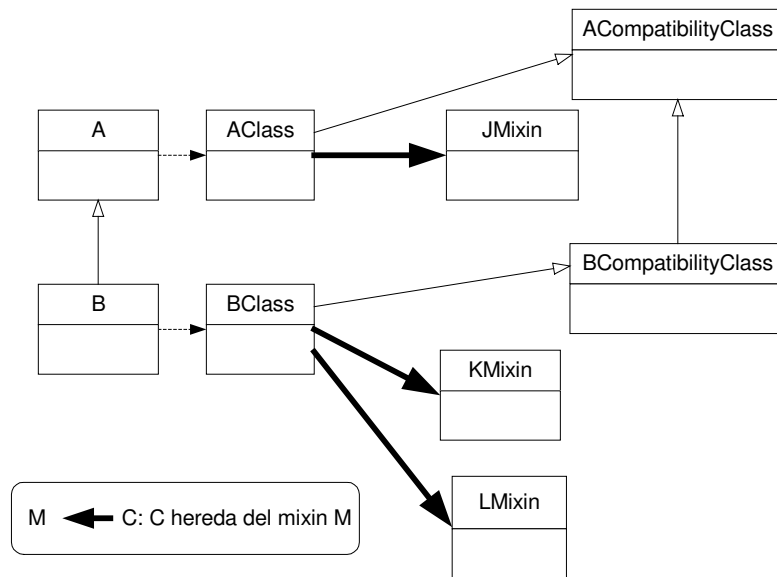 ACompatibilityClass
A
AClass
JMixin
BCompatibilityClass
B
BClass
KMixin
LMixin
M C: C hereda del mixin M